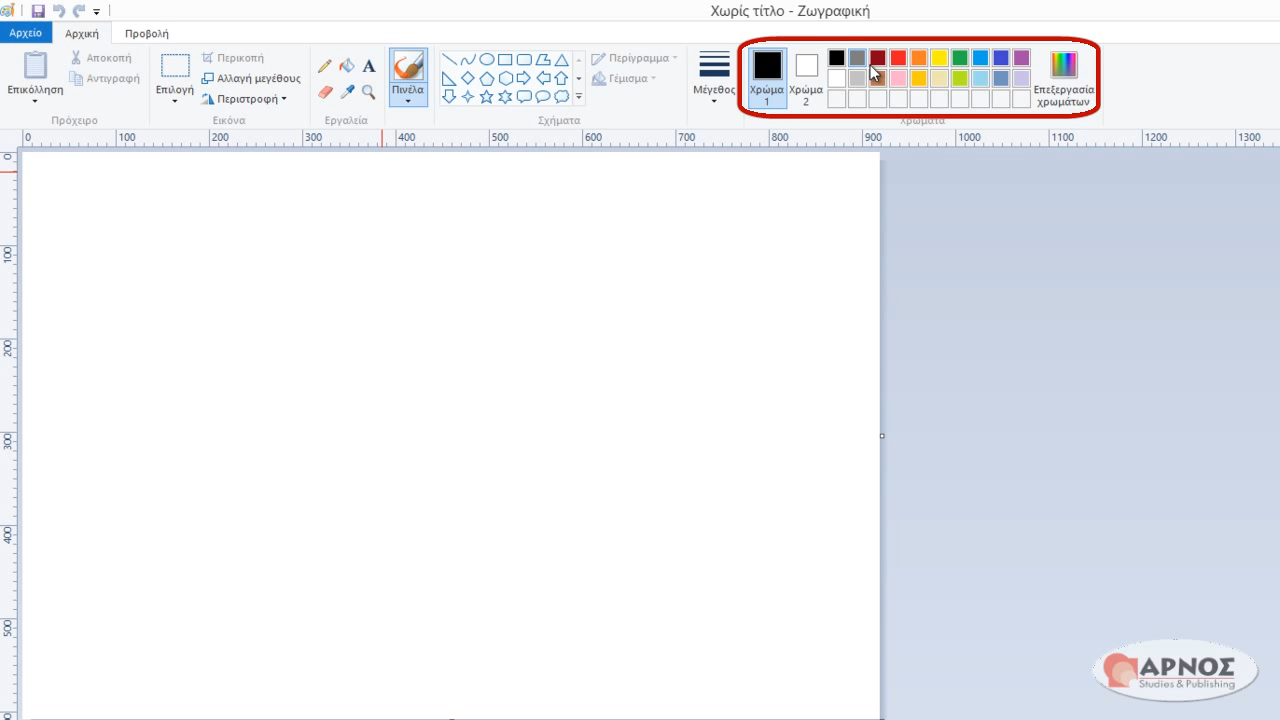 Χωρίς τίτλο - Ζωγραφική
Αρχείο Αρχική Προβολή
Επικόλληση
Αποκοπή
Αντιγραφή
Πρόχειρο
Επιλογή
Περικοπή
Αλλαγή μεγέθους
Περιστροφή
Εικόνα
A
Εργαλεία
Πινέλα
Περίγραμμα
Γέμισμα
Σχήματα
Μέγεθος
Χρώμα
1
Χρώμα
2
Επεξεργασία
χρωμάτων
Χρώματα
0 100 200 300 400 500 600 700 800 900 1000 1100 1200 1300
0
100
200
300
400
500
ΑΡΝΟΣ
Studies & Publishing